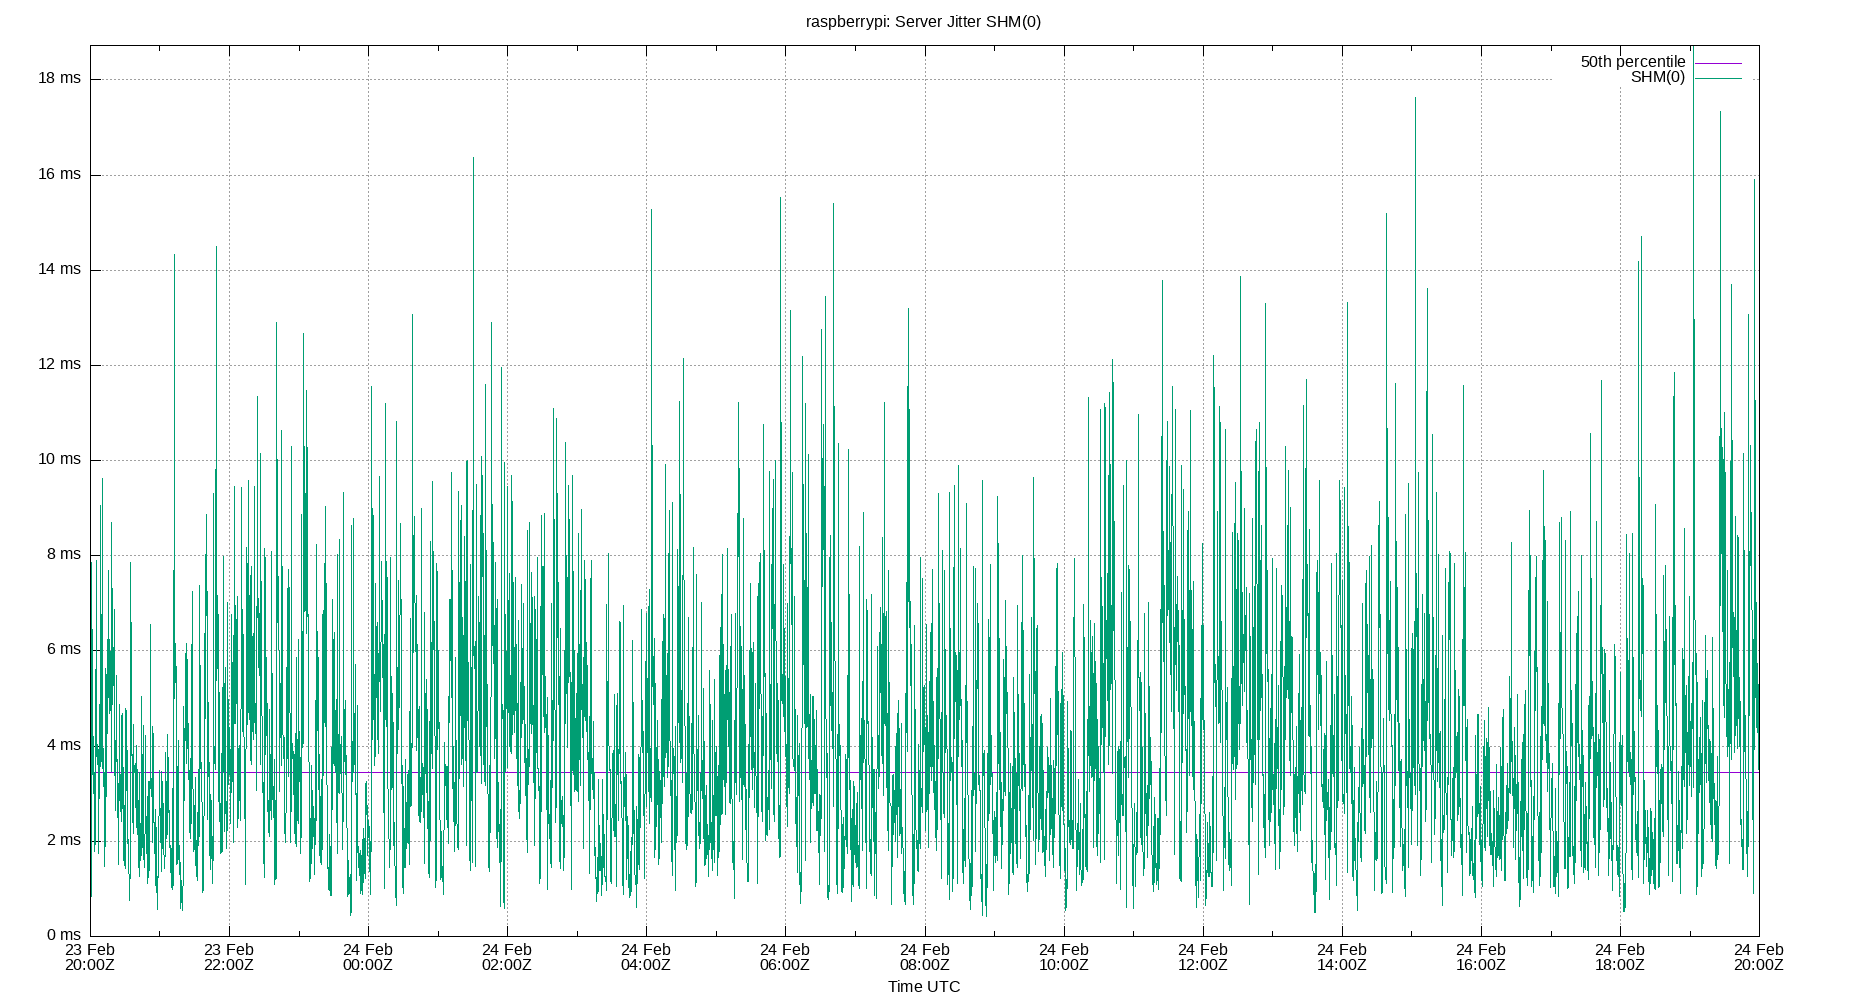 raspberrypi: Server Jitter SHM(0)
50th percentile
SHM(0)
18 ms
16 ms
14 ms
12 ms
10 ms
8 ms
6 ms
4 ms
2 ms
0 ms
23 Feb 23 Feb 24 Feb 24 Feb 24 Feb 24 Feb 24 Feb 24 Feb 24 Feb 24 Feb 24 Feb 24 Feb 24 Feb
20:00Z 22:00Z 00:00Z 02:00Z 04:00Z 06:00Z 08:00Z 10:00Z 12:00Z 14:00Z 16:00Z 18:00Z 20:00Z
Time UTC